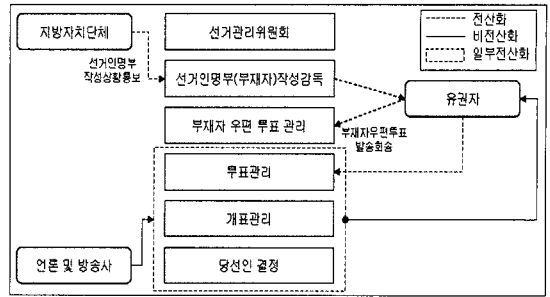 지방자치단체
선거관리위원회
전산화
비전산화
일부전산화
선거인명부
작성상황통보
선거인명부(부재자)작성감독
유권자
부재자 우편 투표 관리
부재자우편투표
발송회송
투표관리
개표관리
언론 및 방송사
당선인 결정